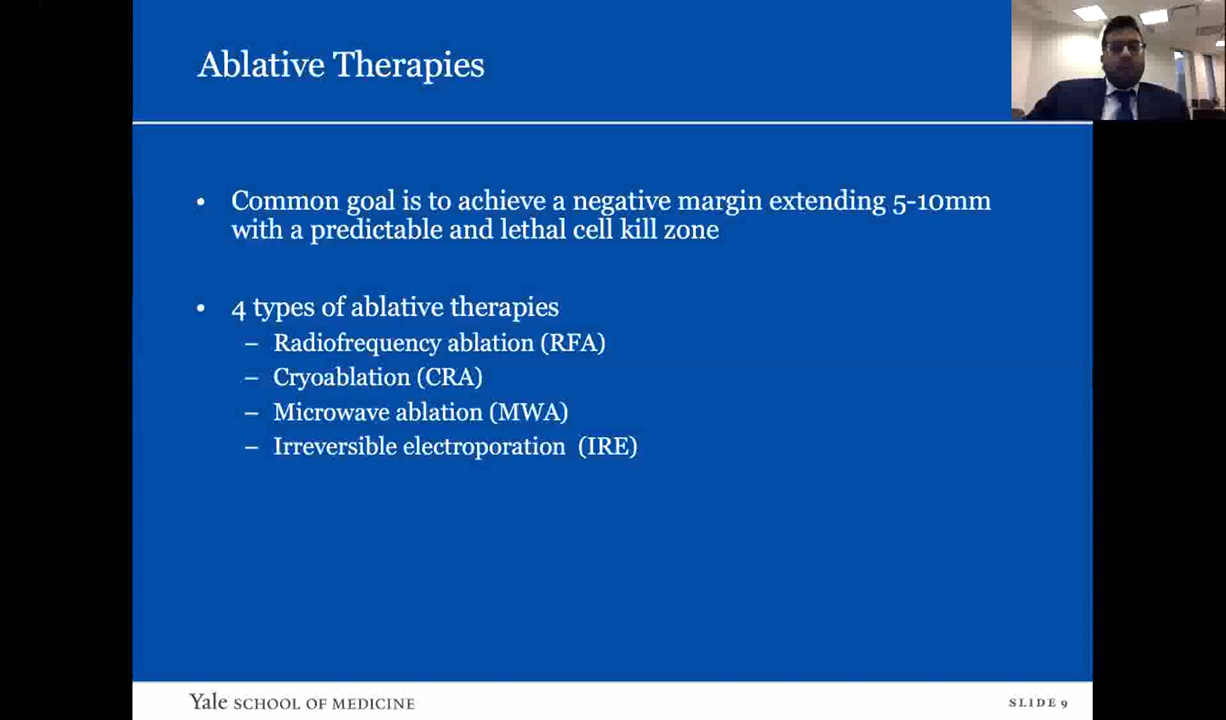 Ablative Therapies
• Common goal is to achieve a negative margin extending 5-10mm
with a predictable and lethal cell kill zone
• 4 types of ablative therapies
– Radiofrequency ablation (RFA)
– Cryoablation (CRA)
– Microwave ablation (MWA)
– Irreversible electroporation (IRE)
Yale SCHOOL OF MEDICINE
SLIDE 9